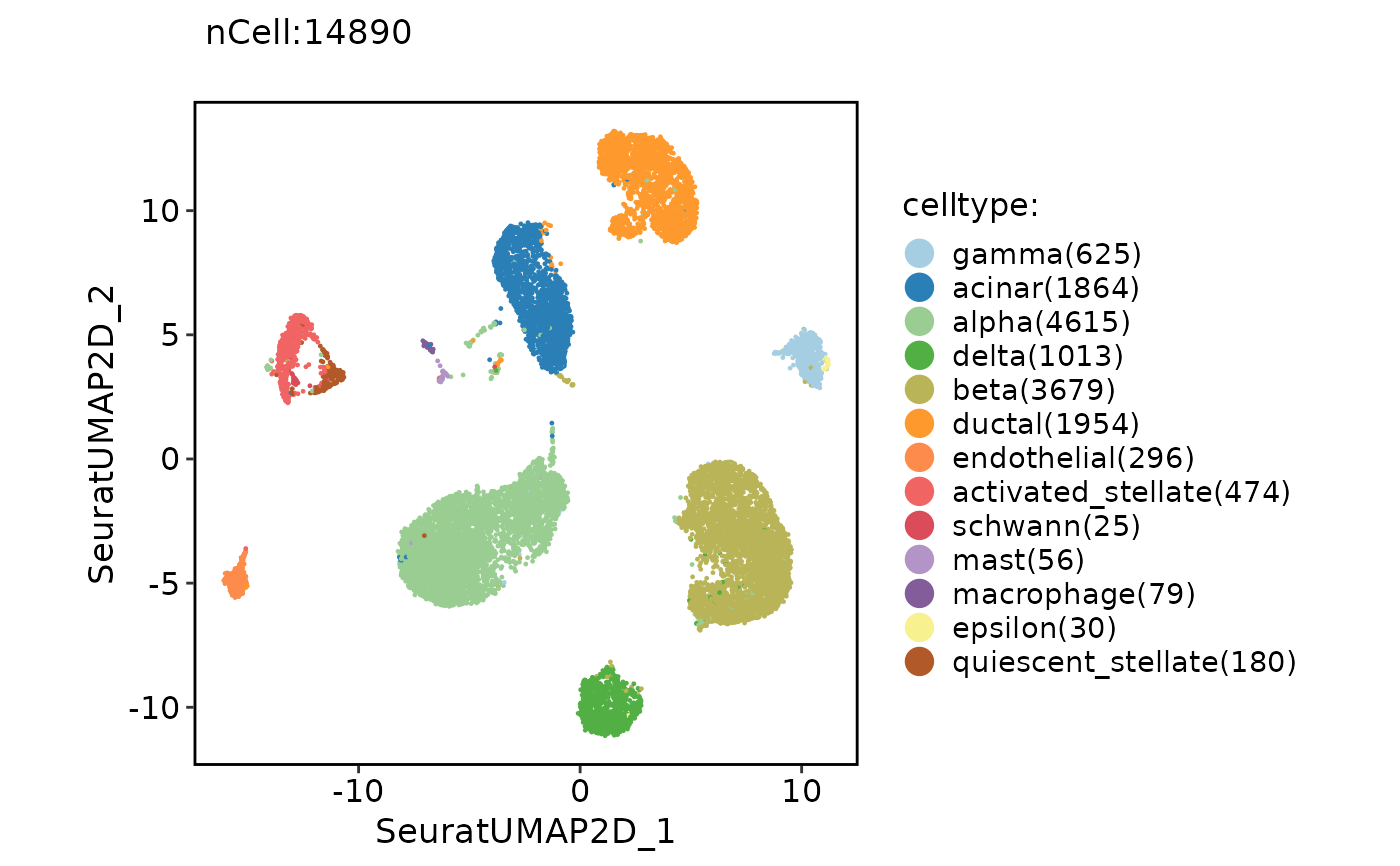 nCell:14890
SeuratUMAP2D_2
10
5
0
-5
-10
-10
0
10
SeuratUMAP2D_1
celltype:
gamma(625)
acinar(1864)
alpha(4615)
delta(1013)
beta(3679)
ductal(1954)
endothelial(296)
activated_stellate(474)
schwann(25)
mast(56)
macrophage(79)
epsilon(30)
quiescent_stellate(180)